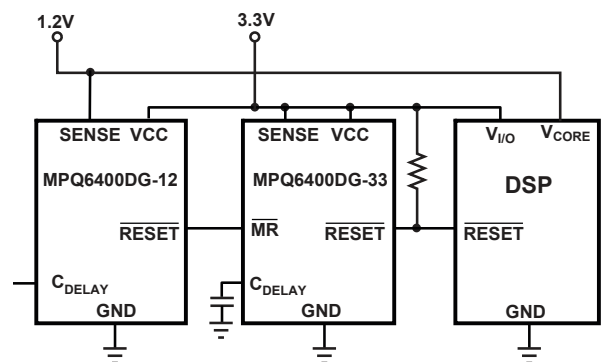 1.2V 3.3V
SENSE VCC SENSE VCC V_I/O V_CORE
MPQ6400DG-12 MPQ6400DG-33 DSP
RESET MR RESET RESET
C_DELAY C_DELAY
GND GND GND